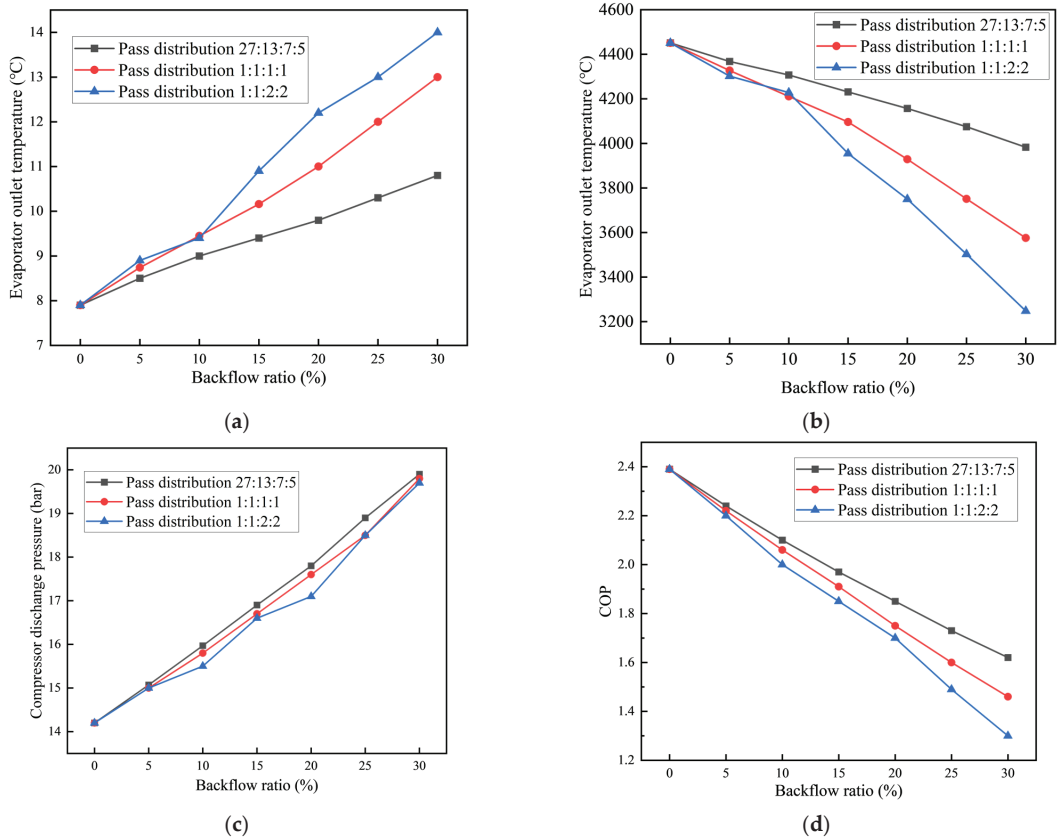 Evaporator outlet temperature (℃)
14
13
12
11
10
9
8
7
Pass distribution 27:13:7:5
Pass distribution 1:1:1:1
Pass distribution 1:1:2:2
0 5 10 15 20 25 30
Backflow ratio (%)
(a)
Evaporator outlet temperature (℃)
4600
4400
4200
4000
3800
3600
3400
3200
Pass distribution 27:13:7:5
Pass distribution 1:1:1:1
Pass distribution 1:1:2:2
0 5 10 15 20 25 30
Backflow ratio (%)
(b)
Compressor dischange pressure (bar)
20
19
18
17
16
15
14
Pass distribution 27:13:7:5
Pass distribution 1:1:1:1
Pass distribution 1:1:2:2
0 5 10 15 20 25 30
Backflow ratio (%)
(c)
COP
2.4
2.2
2.0
1.8
1.6
1.4
1.2
Pass distribution 27:13:7:5
Pass distribution 1:1:1:1
Pass distribution 1:1:2:2
0 5 10 15 20 25 30
Backflow ratio (%)
(d)